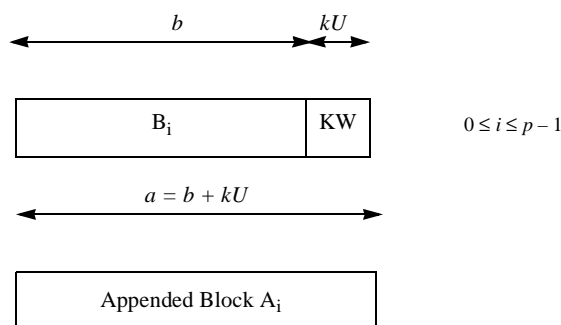 b kU
B_i KW 0 ≤ i ≤ p – 1
a = b + kU
Appended Block A_i